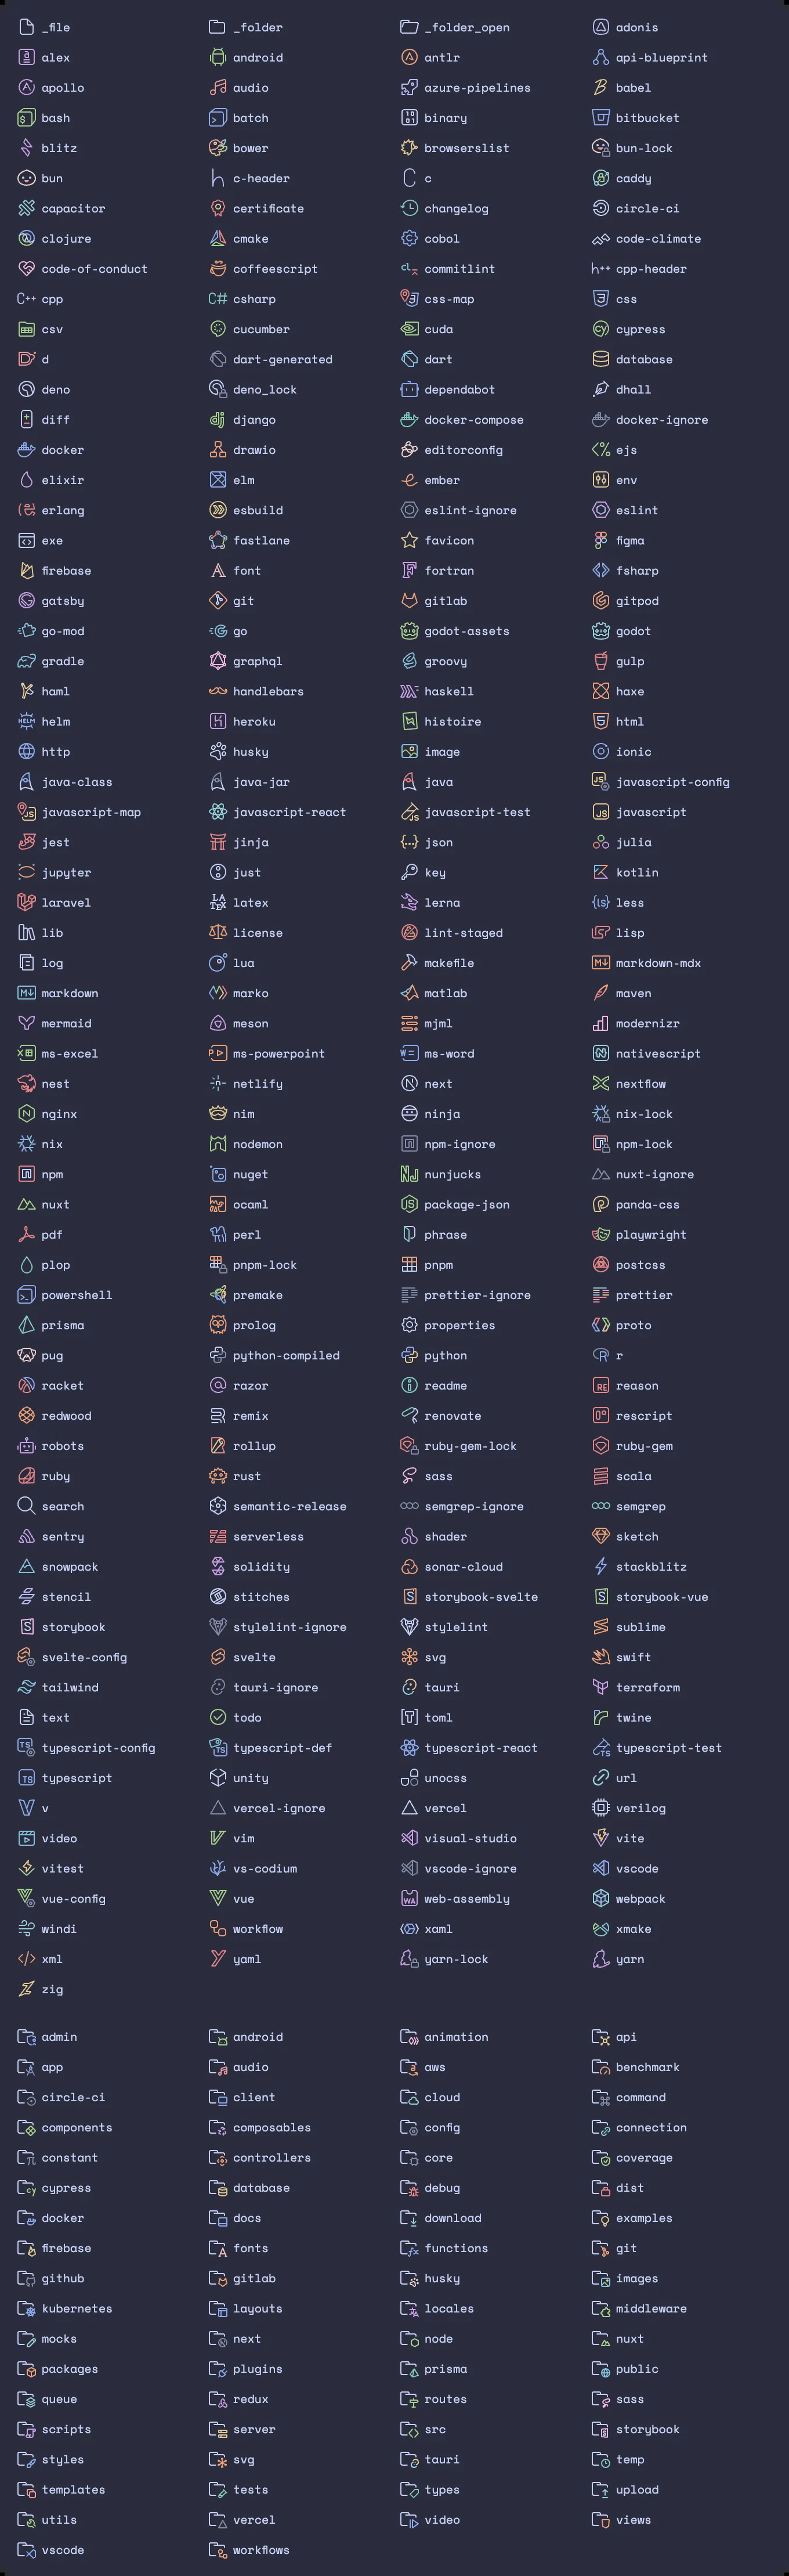 _file _folder _folder_open adonis
alex android antlr api-blueprint
apollo audio azure-pipelines babel
bash batch binary bitbucket
blitz bower browserslist bun-lock
bun c-header c caddy
capacitor certificate changelog circle-ci
clojure cmake cobol code-climate
code-of-conduct coffeescript commitlint cpp-header
cpp csharp css-map css
csv cucumber cuda cypress
d dart-generated dart database
deno deno_lock dependabot dhall
diff django docker-compose docker-ignore
docker drawio editorconfig ejs
elixir elm ember env
erlang esbuild eslint-ignore eslint
exe fastlane favicon figma
firebase font fortran fsharp
gatsby git gitlab gitpod
go-mod go godot-assets godot
gradle graphql groovy gulp
haml handlebars haskell haxe
helm heroku histoire html
http husky image ionic
java-class java-jar java javascript-config
javascript-map javascript-react javascript-test javascript
jest jinja json julia
jupyter just key kotlin
laravel latex lerna less
lib license lint-staged lisp
log lua makefile markdown-mdx
markdown marko matlab maven
mermaid meson mjml modernizr
ms-excel ms-powerpoint ms-word nativescript
nest netlify next nextflow
nginx nim ninja nix-lock
nix nodemon npm-ignore npm-lock
npm nuget nunjucks nuxt-ignore
nuxt ocaml package-json panda-css
pdf perl phrase playwright
plop pnpm-lock pnpm postcss
powershell premake prettier-ignore prettier
prisma prolog properties proto
pug python-compiled python r
racket razor readme reason
redwood remix renovate rescript
robots rollup ruby-gem-lock ruby-gem
ruby rust sass scala
search semantic-release semgrep-ignore semgrep
sentry serverless shader sketch
snowpack solidity sonar-cloud stackblitz
stencil stitches storybook-svelte storybook-vue
storybook stylelint-ignore stylelint sublime
svelte-config svelte svg swift
tailwind tauri-ignore tauri terraform
text todo toml twine
typescript-config typescript-def typescript-react typescript-test
typescript unity unocss url
v vercel-ignore vercel verilog
video vim visual-studio vite
vitest vs-codium vscode-ignore vscode
vue-config vue web-assembly webpack
windi workflow xaml xmake
xml yaml yarn-lock yarn
zig
admin android animation api
app audio aws benchmark
circle-ci client cloud command
components composables config connection
constant controllers core coverage
cypress database debug dist
docker docs download examples
firebase fonts functions git
github gitlab husky images
kubernetes layouts locales middleware
mocks next node nuxt
packages plugins prisma public
queue redux routes sass
scripts server src storybook
styles svg tauri temp
templates tests types upload
utils vercel video views
vscode workflows